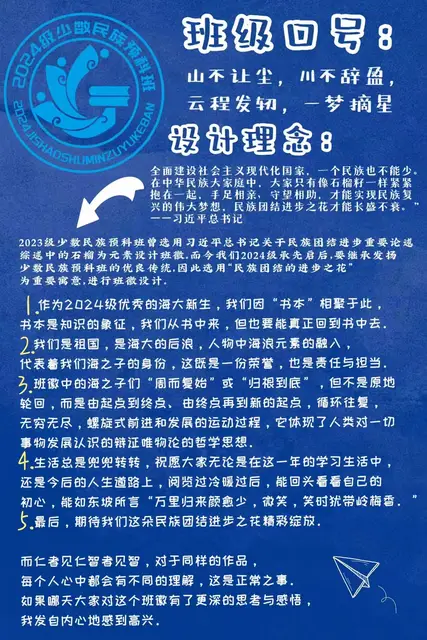 2024级少数民族预科班
2024JISHAOSHUMINZUYUKEBAN
班级口号：
山不让尘，川不辞盈，
云程发轫，一梦摘星
设计理念：
全面建设社会主义现代化国家，一个民族也不能少。
在中华民族大家庭中，大家只有像石榴籽一样紧紧
抱在一起，手足相亲、守望相助，才能实现民族复
兴的伟大梦想，民族团结进步之花才能长盛不衰。”
——习近平总书记
2023级少数民族预科班曾选用习近平总书记关于民族团结进步重要论述
综述中的石榴为元素设计班徽,而今我们2024级承先启后,要继承发扬
少数民族预科班的优良传统.因此选用“民族团结的进步之花”
为重要寓意,进行班徽设计.
1.作为2024级优秀的海大新生，我们因“书本”相聚于此，
书本是知识的象征，我们从书中来，但也要能真正回到书中去.
2.我们是祖国，是海大的后浪，人物中海浪元素的融入，
代表着我们海之子的身份，这既是一份荣誉，也是责任与担当.
3.班徽中的海之子们“周而复始”或“归根到底”，但不是原地
轮回，而是由起点到终点、由终点再到新的起点，循环往复，
无穷无尽，螺旋式前进和发展的运动过程，它体现了人类对一切
事物发展认识的辩证唯物论的哲学思想.
4.生活总是兜兜转转，祝愿大家无论是在这一年的学习生活中，
还是今后的人生道路上，阅览过冷暖过后，能回头看看自己的
初心，能如东坡所言“万里归来颜愈少，微笑，笑时犹带岭梅香．”
5.最后，期待我们这朵民族团结进步之花精彩绽放.
而仁者见仁智者见智，对于同样的作品，
每个人心中都会有不同的理解，这是正常之事.
如果哪天大家对这个班徽有了更深的思考与感悟，
我发自内心地感到高兴.